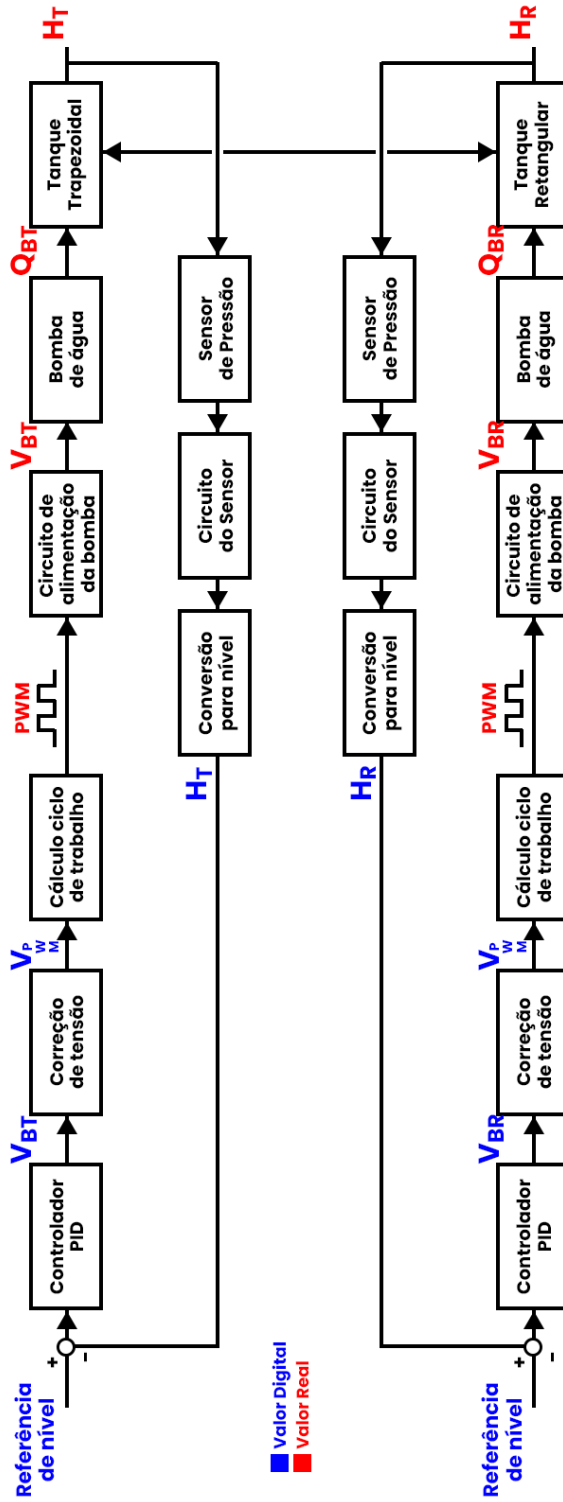 Referência
de nível
+
-
Controlador
PID
VBT
Correção
de tensão
VPWM
Cálculo ciclo
de trabalho
PWM
Circuito de
alimentação
da bomba
VBT
Bomba
de água
QBT
Tanque
Trapezoidal
HT
HT
Conversão
para nível
Circuito
do Sensor
Sensor
de Pressão
Valor Digital
Valor Real
HR
Conversão
para nível
Circuito
do Sensor
Sensor
de Pressão
Referência
de nível
+
-
Controlador
PID
VBR
Correção
de tensão
VPWM
Cálculo ciclo
de trabalho
PWM
Circuito de
alimentação
da bomba
VBR
Bomba
de água
QBR
Tanque
Retangular
HR